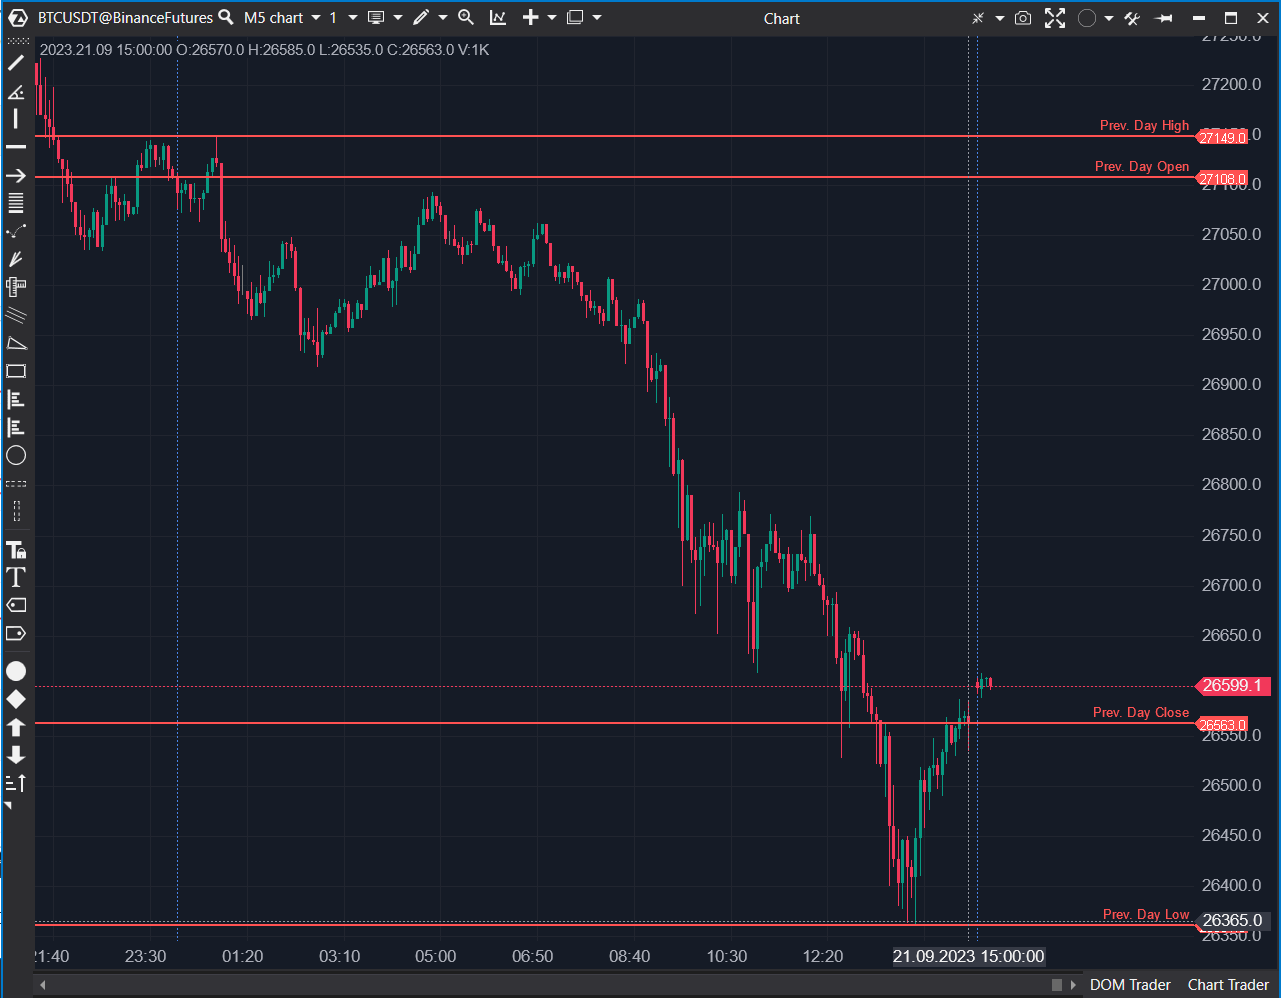 BTCUSDT@BinanceFutures M5 chart 1 Chart
2023.21.09 15:00:00 O:26570.0 H:26585.0 L:26535.0 C:26563.0 V:1K
27250.0
27200.0
Prev. Day High
27149.0
Prev. Day Open
27108.0
27100.0
27050.0
27000.0
26950.0
26900.0
26850.0
26800.0
26750.0
26700.0
26650.0
26599.1
Prev. Day Close
26563.0
26550.0
26500.0
26450.0
26400.0
Prev. Day Low
26365.0
26350.0
21:40 23:30 01:20 03:10 05:00 06:50 08:40 10:30 12:20 21.09.2023 15:00:00
DOM Trader Chart Trader